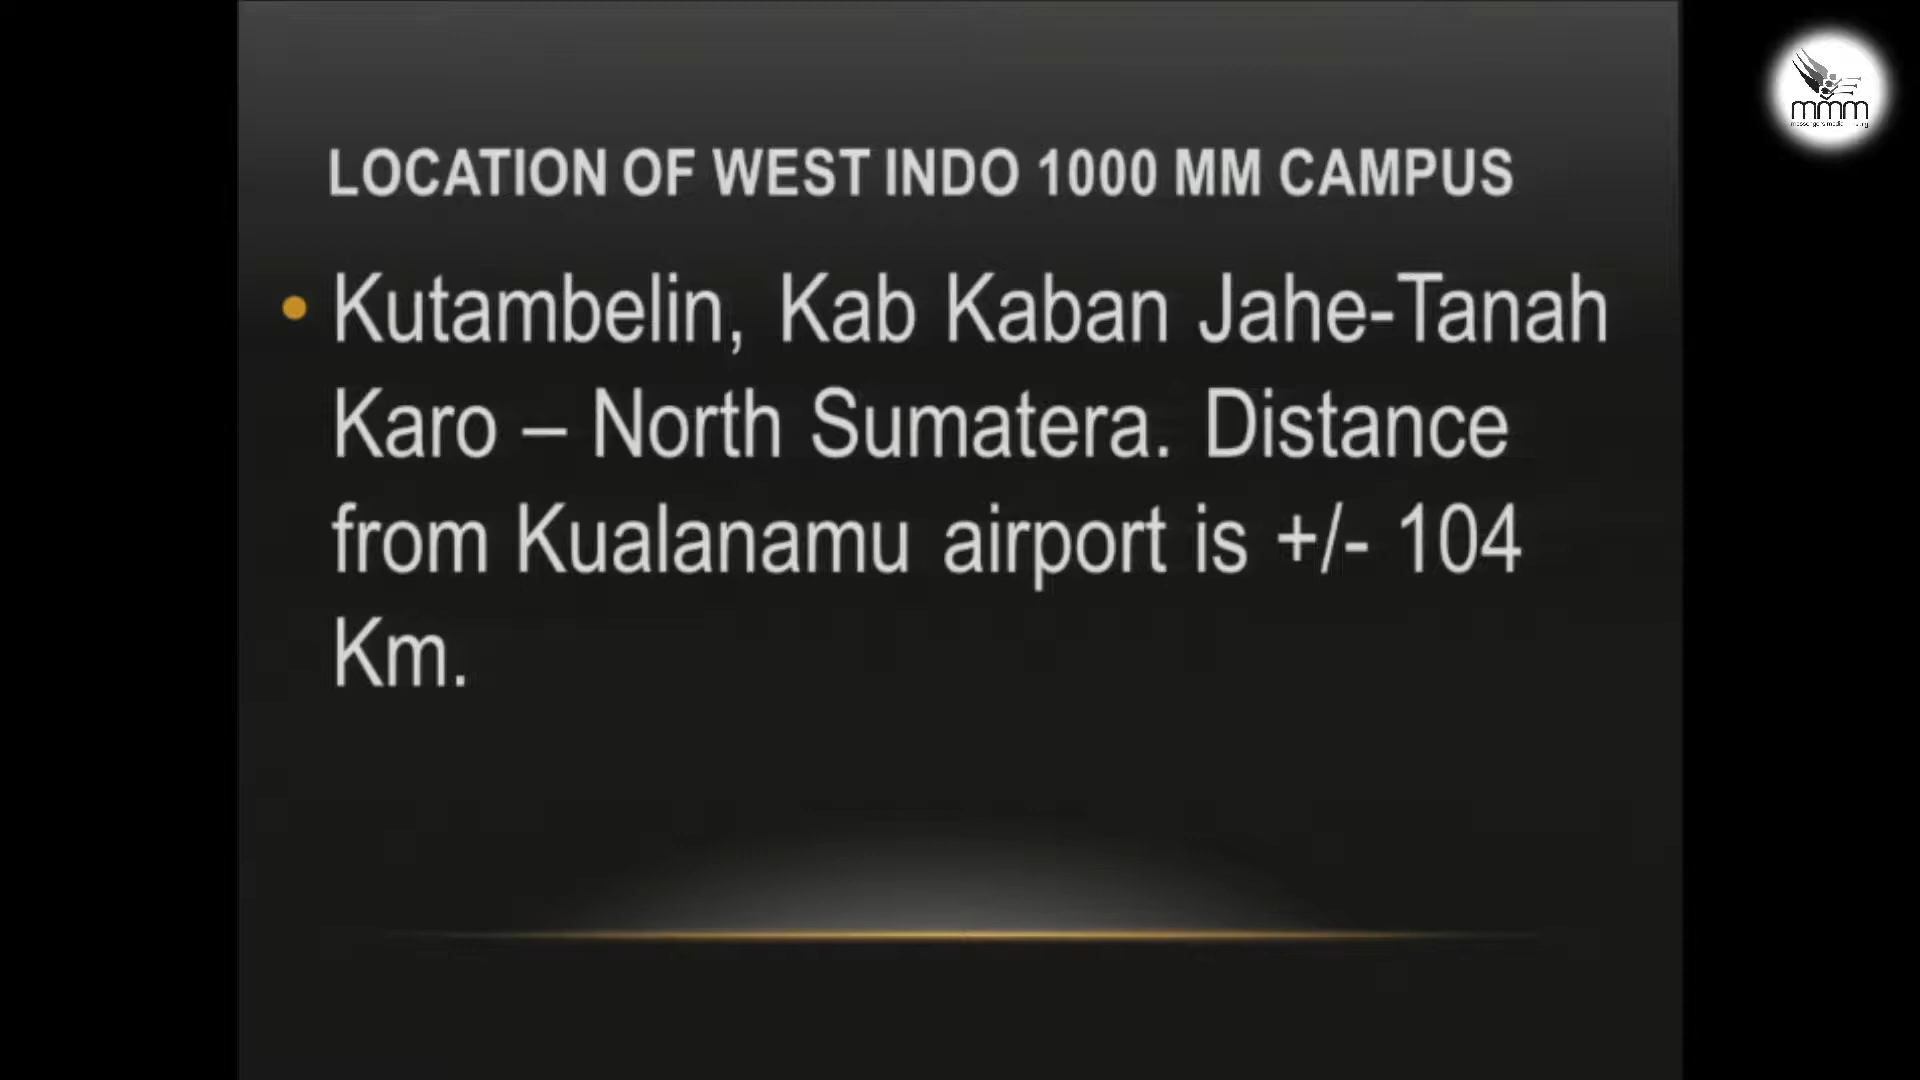 LOCATION OF WEST INDO 1000 MM CAMPUS
• Kutambelin, Kab Kaban Jahe-Tanah
Karo – North Sumatera. Distance
from Kualanamu airport is +/- 104
Km.
mmm